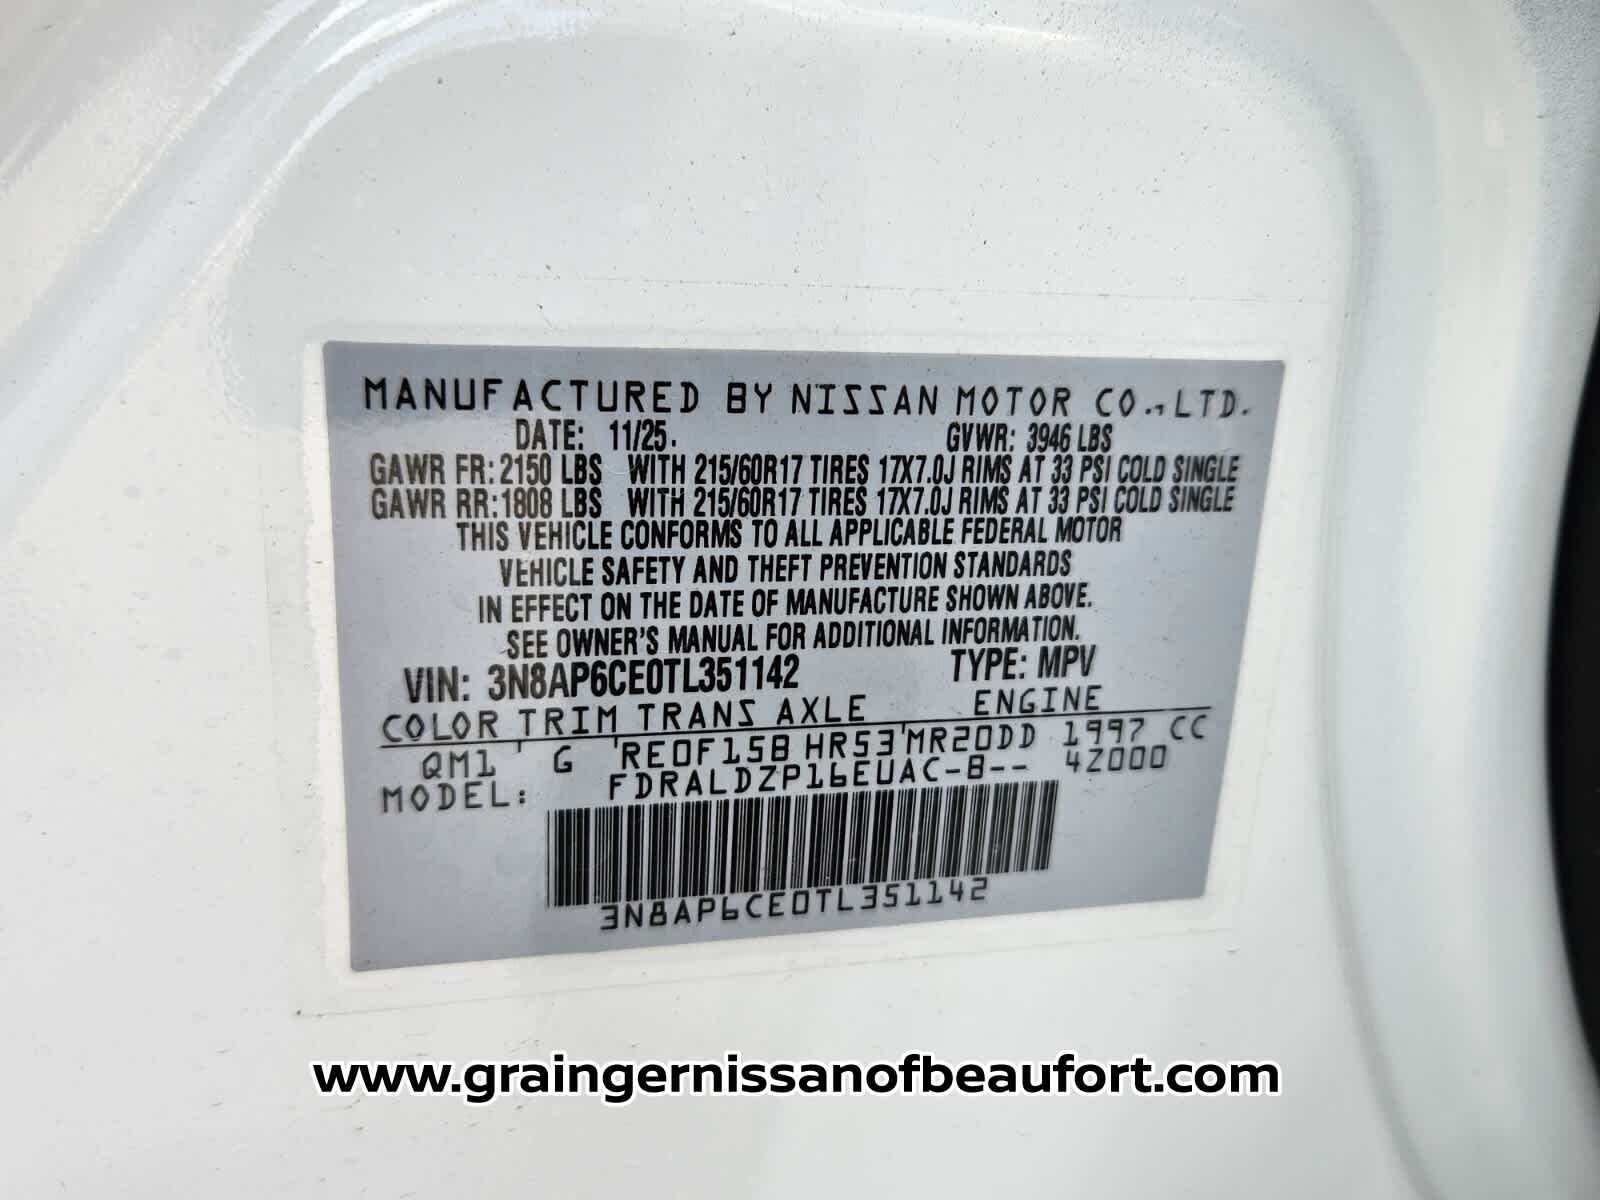 MANUFACTURED BY NISSAN MOTOR CO., LTD.
DATE: 11/25. GVWR: 3946 LBS
GAWR FR: 2150 LBS WITH 215/60R17 TIRES 17X7.0J RIMS AT 33 PSI COLD SINGLE
GAWR RR: 1808 LBS WITH 215/60R17 TIRES 17X7.0J RIMS AT 33 PSI COLD SINGLE
THIS VEHICLE CONFORMS TO ALL APPLICABLE FEDERAL MOTOR
VEHICLE SAFETY AND THEFT PREVENTION STANDARDS
IN EFFECT ON THE DATE OF MANUFACTURE SHOWN ABOVE.
SEE OWNER'S MANUAL FOR ADDITIONAL INFORMATION.
VIN: 3N8AP6CE0TL351142 TYPE: MPV
COLOR TRIM TRANS AXLE ENGINE
QM1 G RE0F15B HR53 MR20DD 1997 CC
MODEL: FDRALDZP16EUAC-B-- 4Z000
3N8AP6CE0TL351142
www.graingernissanofbeaufort.com